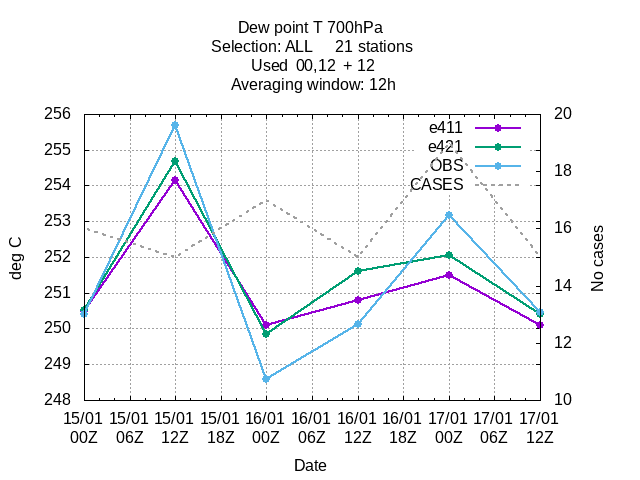 Dew point T 700hPa
Selection: ALL     21 stations
Used  00,12  + 12
Averaging window: 12h
256
255
254
253
252
251
250
249
248
20
18
16
14
12
10
e411
e421
OBS
CASES
deg C
No cases
15/01 15/01 15/01 15/01 16/01 16/01 16/01 16/01 17/01 17/01 17/01
00Z 06Z 12Z 18Z 00Z 06Z 12Z 18Z 00Z 06Z 12Z
Date